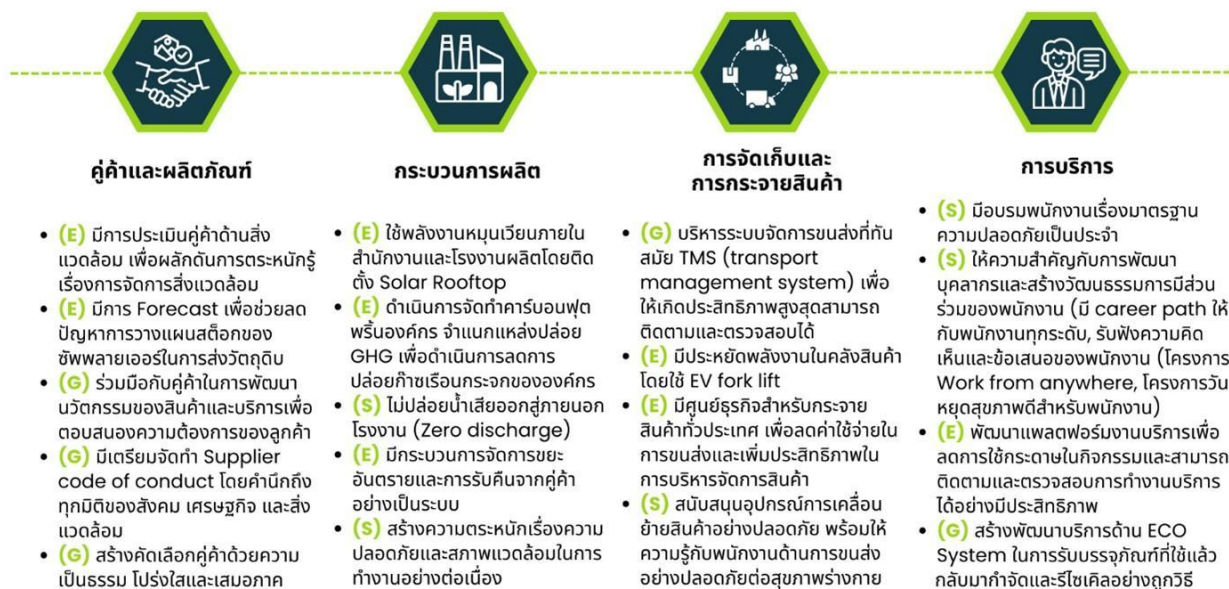 คู่ค้าและผลิตภัณฑ์
• (E) มีการประเมินคู่ค้าด้านสิ่ง
แวดล้อม เพื่อผลักดันการตระหนักรู้
เรื่องการจัดการสิ่งแวดล้อม
• (E) มีการ Forecast เพื่อช่วยลด
ปัญหาการวางแผนสต็อกของ
ซัพพลายเออร์ในการส่งวัตถุดิบ
• (G) ร่วมมือกับคู่ค้าในการพัฒนา
นวัตกรรมของสินค้าและบริการเพื่อ
ตอบสนองความต้องการของลูกค้า
• (G) มีเตรียมจัดทำ Supplier
code of conduct โดยคำนึกถึง
ทุกมิติของสังคม เศรษฐกิจ และสิ่ง
แวดล้อม
• (G) สร้างคัดเลือกคู่ค้าด้วยความ
เป็นธรรม โปร่งใสและเสมอภาค
กระบวนการผลิต
• (E) ใช้พลังงานหมุนเวียนภายใน
สำนักงานและโรงงานผลิตโดยติด
ตั้ง Solar Rooftop
• (E) ดำเนินการจัดทำคาร์บอนฟุต
พริ้นองค์กร จำแนกแหล่งปล่อย
GHG เพื่อดำเนินการลดการ
ปล่อยก๊าซเรือนกระจกขององค์กร
• (S) ไม่ปล่อยน้ำเสียออกสู่ภายนอก
โรงงาน (Zero discharge)
• (E) มีกระบวนการจัดการขยะ
อันตรายและการรับคืนจากคู่ค้า
อย่างเป็นระบบ
• (S) สร้างความตระหนักเรื่องความ
ปลอดภัยและสภาพแวดล้อมในการ
ทำงานอย่างต่อเนื่อง
การจัดเก็บและ
การกระจายสินค้า
• (G) บริหารระบบจัดการขนส่งที่ทัน
สมัย TMS (transport
management system) เพื่อ
ให้เกิดประสิทธิภาพสูงสุดสามารถ
ติดตามและตรวจสอบได้
• (E) มีประหยัดพลังงานในคลังสินค้า
โดยใช้ EV fork lift
• (E) มีศูนย์ธุรกิจสำหรับกระจาย
สินค้าทั่วประเทศ เพื่อลดค่าใช้จ่ายใน
การขนส่งและเพิ่มประสิทธิภาพใน
การบริหารจัดการสินค้า
• (S) สนับสนุนอุปกรณ์การเคลื่อน
ย้ายสินค้าอย่างปลอดภัย พร้อมให้
ความรู้กับพนักงานด้านการขนส่ง
อย่างปลอดภัยต่อสุขภาพร่างกาย
การบริการ
• (S) มีอบรมพนักงานเรื่องมาตรฐาน
ความปลอดภัยเป็นประจำ
• (S) ให้ความสำคัญกับการพัฒนา
บุคลากรและสร้างวัฒนธรรมการมีส่วน
ร่วมของพนักงาน (มี career path ให้
กับพนักงานทุกระดับ, รับฟังความคิด
เห็นและข้อเสนอของพนักงาน (โครงการ
Work from anywhere, โครงการวัน
หยุดสุขภาพดีสำหรับพนักงาน)
• (E) พัฒนาแพลตฟอร์มงานบริการเพื่อ
ลดการใช้กระดาษในกิจกรรมและสามารถ
ติดตามและตรวจสอบการทำงานบริการ
ได้อย่างมีประสิทธิภาพ
• (G) สร้างพัฒนาบริการด้าน ECO
System ในการรับบรรจุภัณฑ์ที่ใช้แล้ว
กลับมากำจัดและรีไซเคิลอย่างถูกวิธี